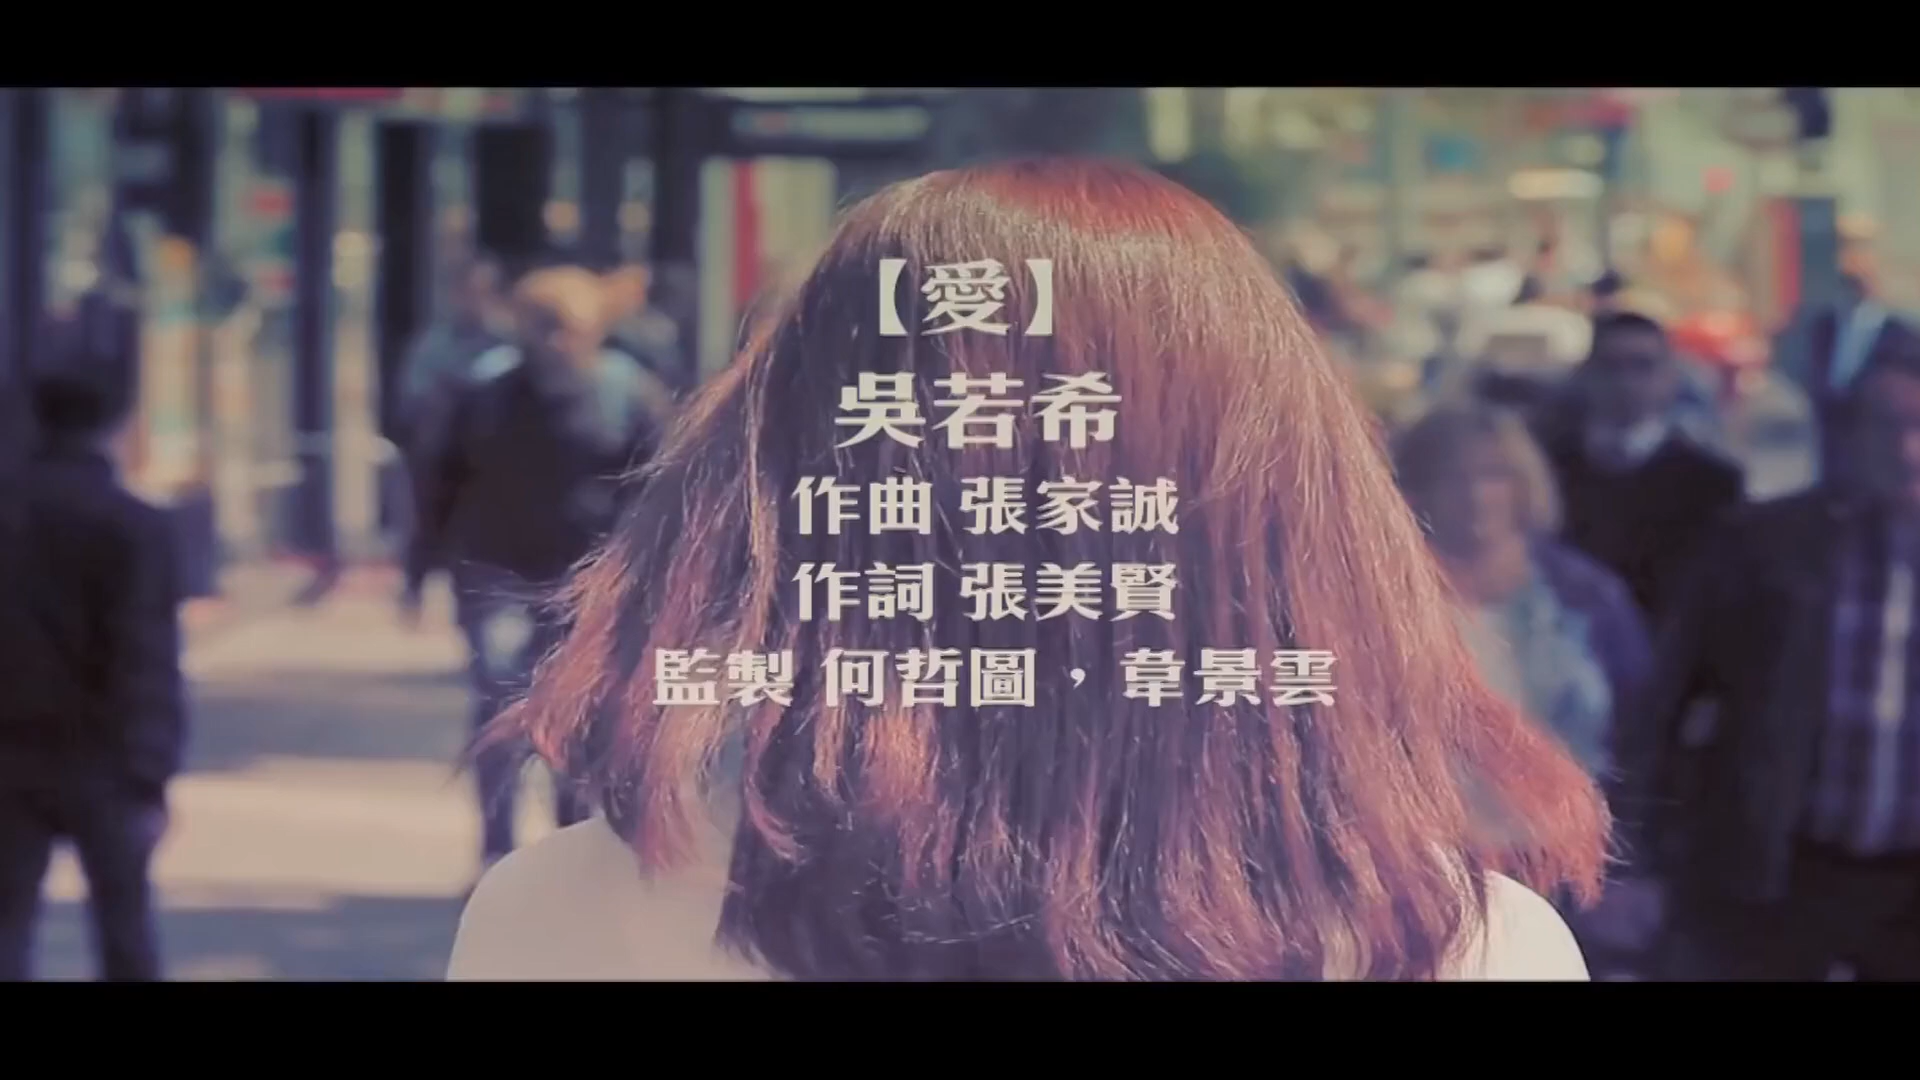 【愛】
吳若希
作曲 張家誠
作詞 張美賢
監製 何哲圖，韋景雲